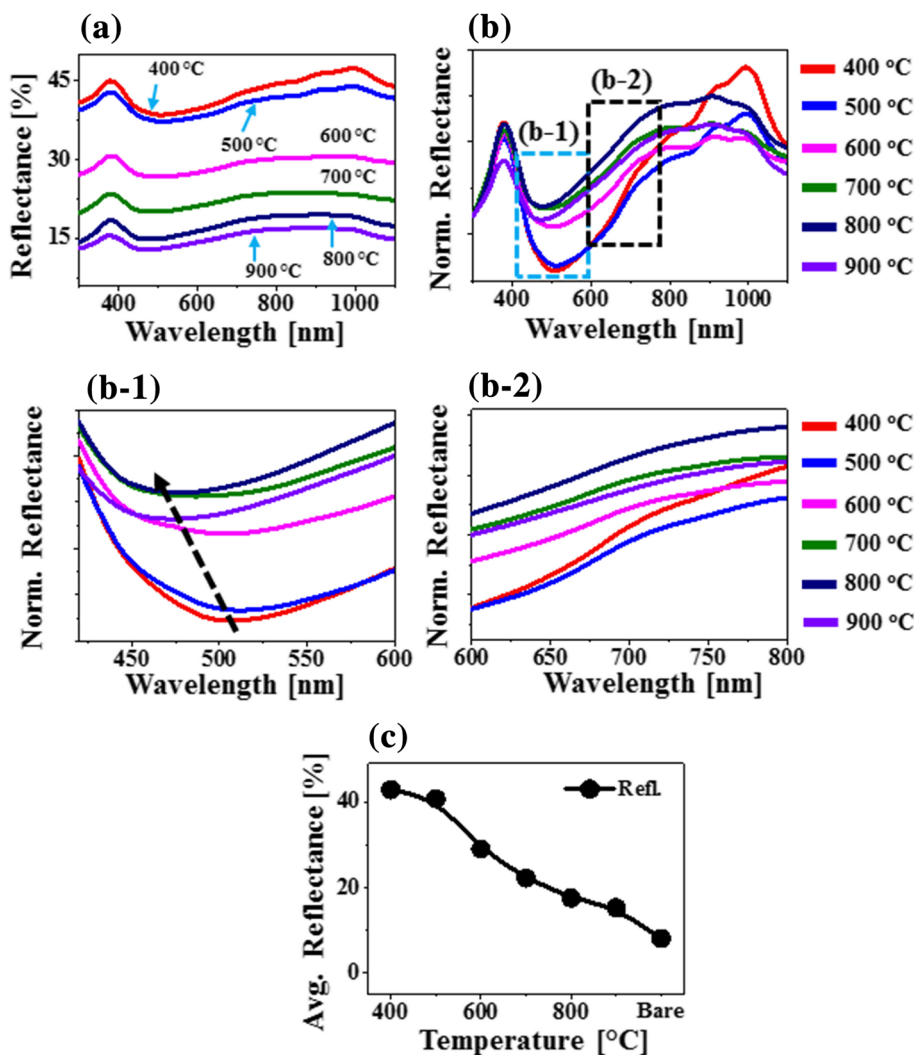 (a)
Reflectance [%]
45
30
15
400 °C
500 °C
600 °C
700 °C
800 °C
900 °C
400 600 800 1000
Wavelength [nm]
(b)
Norm. Reflectance
(b-1)
(b-2)
400 600 800 1000
Wavelength [nm]
400 °C
500 °C
600 °C
700 °C
800 °C
900 °C
(b-1)
Norm. Reflectance
450 500 550 600
Wavelength [nm]
(b-2)
Norm. Reflectance
600 650 700 750 800
Wavelength [nm]
400 °C
500 °C
600 °C
700 °C
800 °C
900 °C
(c)
Avg. Reflectance [%]
40
20
0
Refl.
400 600 800 Bare
Temperature [°C]